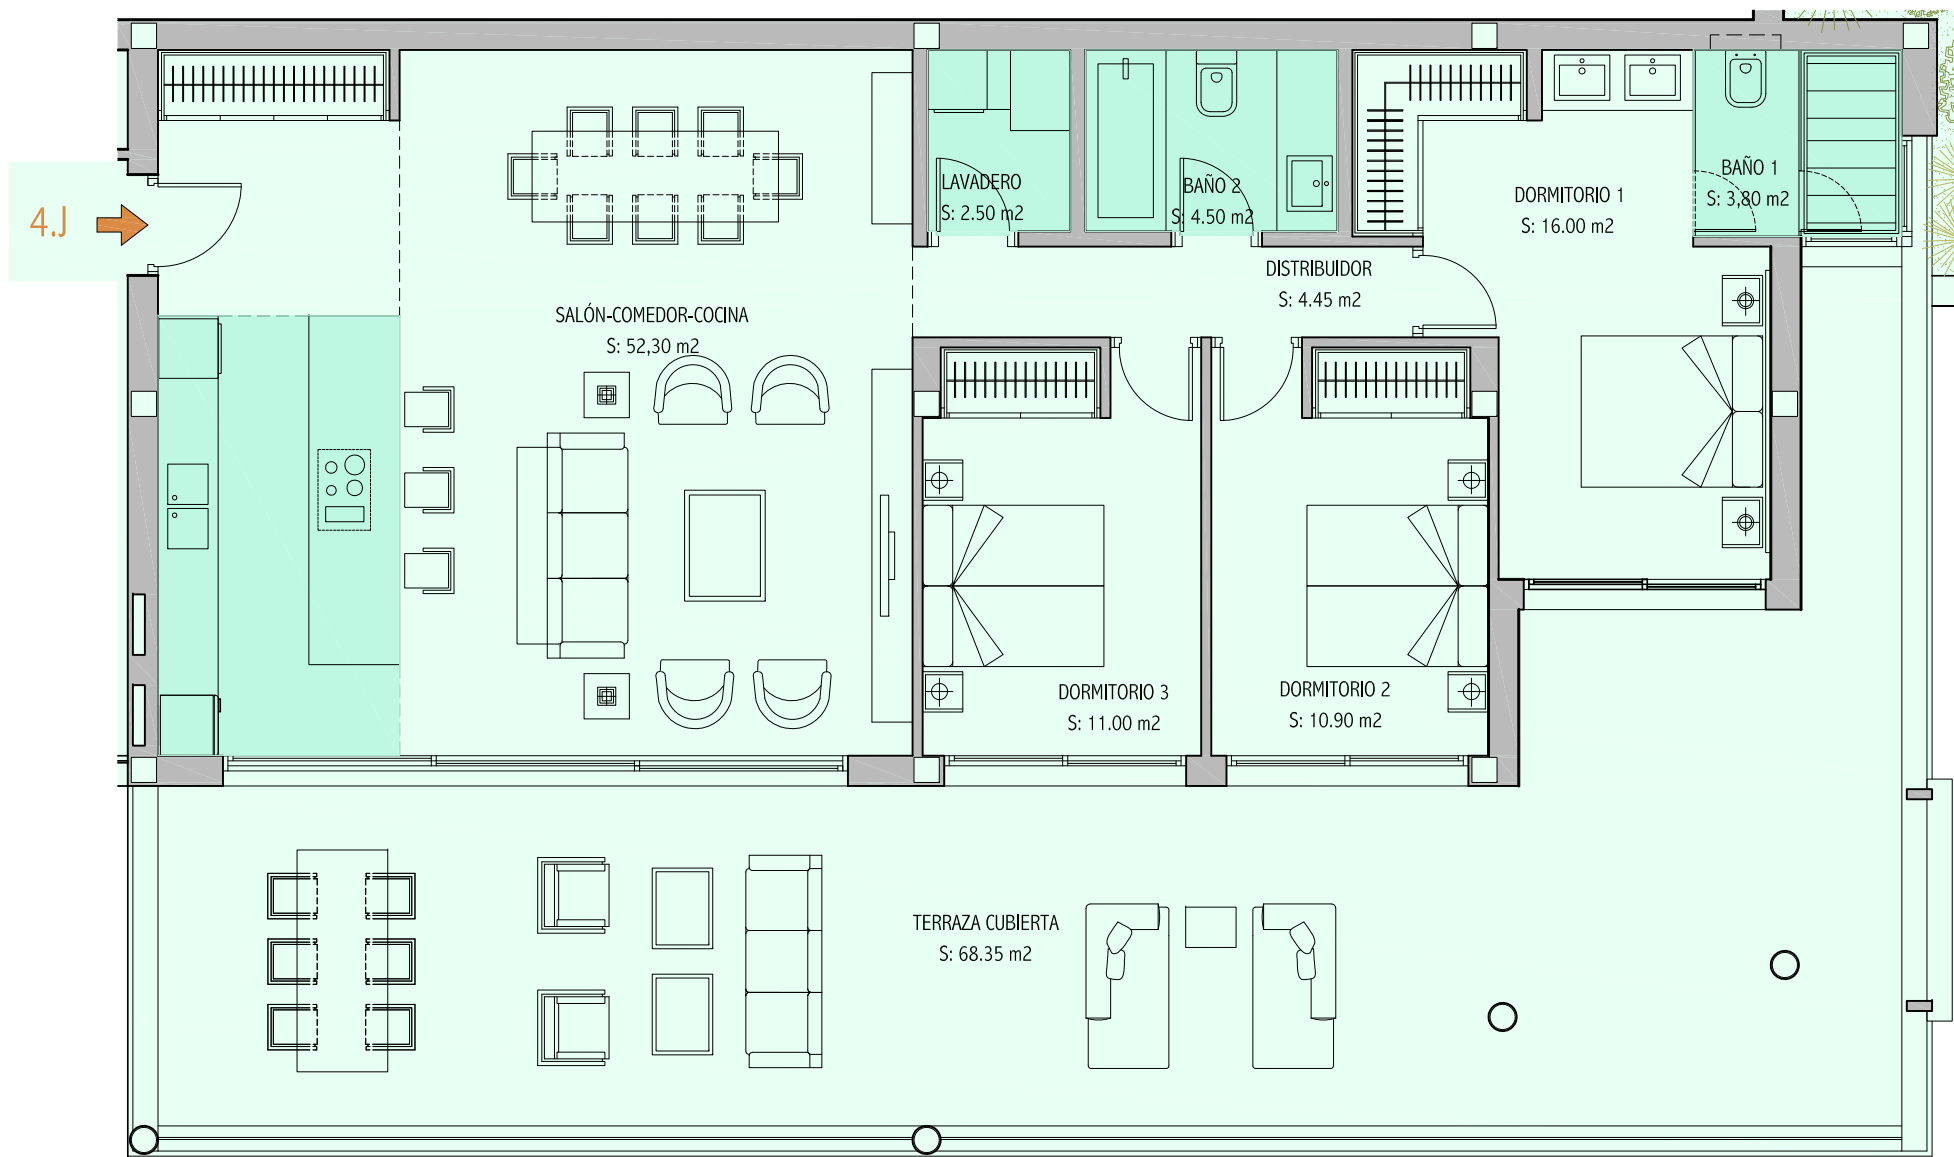 4.J
LAVADERO
S: 2.50 m2
BAÑO 2
S: 4.50 m2
DORMITORIO 1
S: 16.00 m2
BAÑO 1
S: 3,80 m2
DISTRIBUIDOR
S: 4.45 m2
SALÓN-COMEDOR-COCINA
S: 52,30 m2
DORMITORIO 3
S: 11.00 m2
DORMITORIO 2
S: 10.90 m2
TERRAZA CUBIERTA
S: 68.35 m2